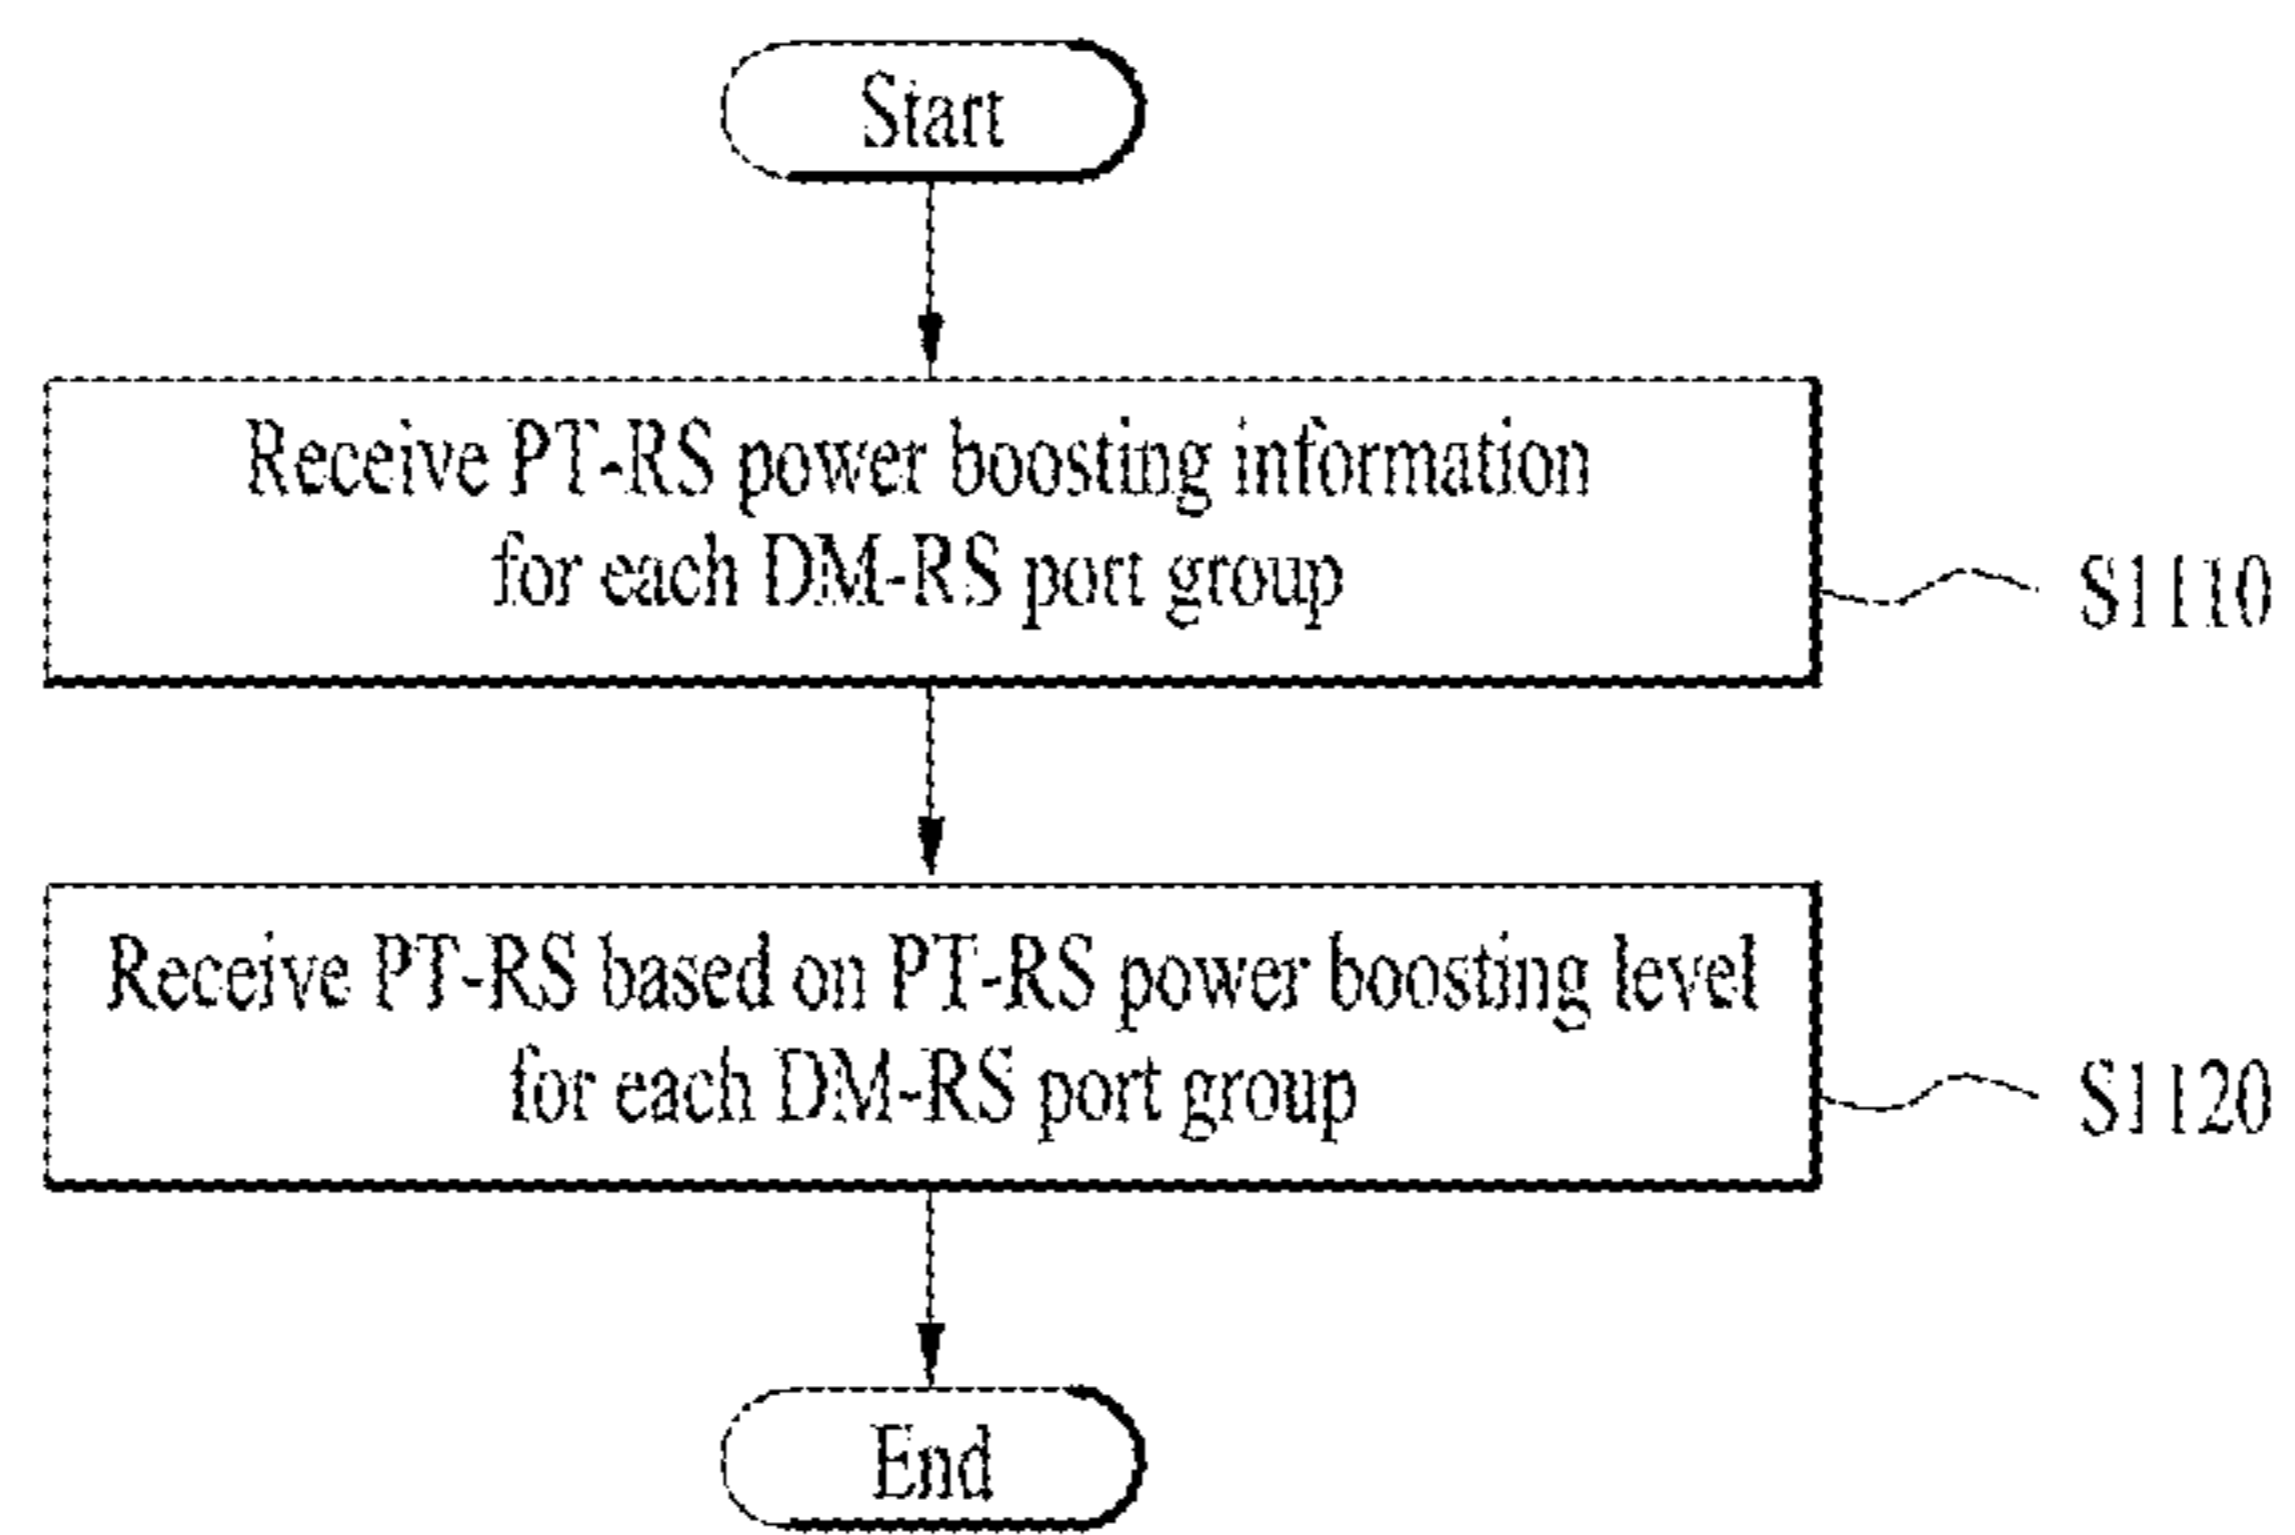 Start
Receive PT-RS power boosting information
for each DM-RS port group
S1110
Receive PT-RS based on PT-RS power boosting level
for each DM-RS port group
S1120
End